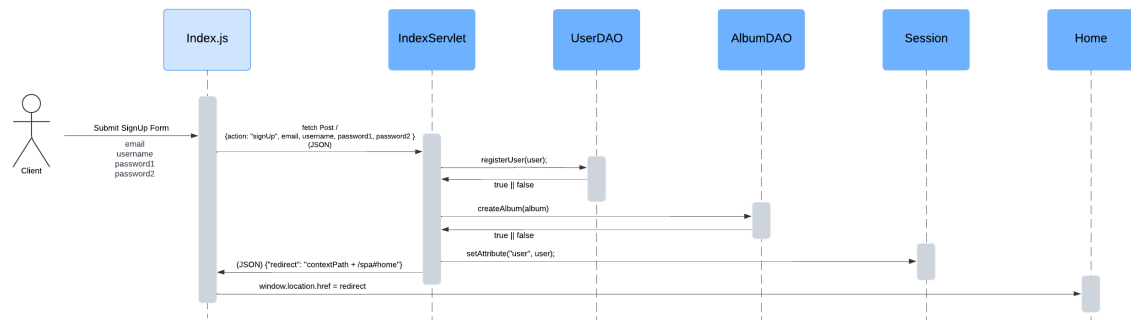 Index.js
IndexServlet
UserDAO
AlbumDAO
Session
Home
Client
Submit SignUp Form
email
username
password1
password2
fetch Post /
{action: "signUp", email, username, password1, password2 }
(JSON)
registerUser(user);
true || false
createAlbum(album)
true || false
setAttribute("user", user);
(JSON) {"redirect": "contextPath + /spa#home"}
window.location.href = redirect